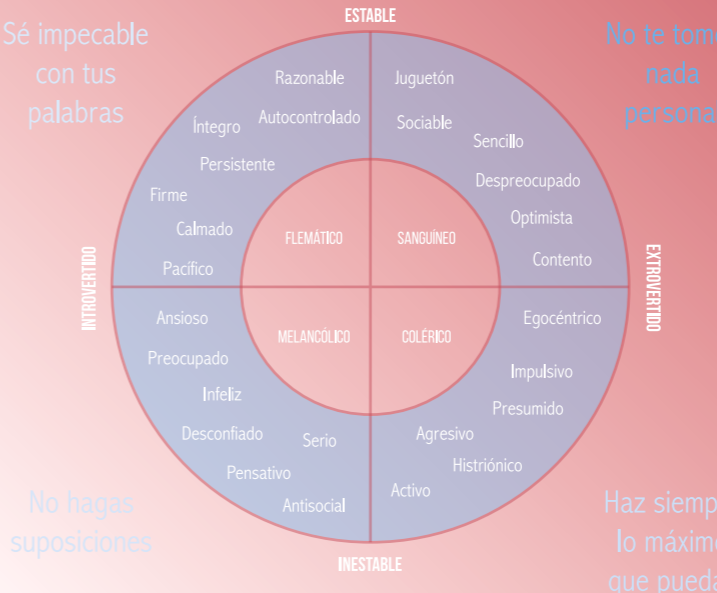 ESTABLE
Sé impecable
con tus
palabras
nada
Razonable
Autocontrolado
Íntegro
Persistente
Firme
Calmado
Pacífico
Juguetón
Sociable
Sencillo
Despreocupado
Optimista
Contento
FLEMÁTICO
SANGUÍNEO
INTROVERTIDO
EXTROVERTIDO
MELANCÓLICO
COLÉRICO
Ansioso
Preocupado
Infeliz
Desconfiado
Serio
Pensativo
Antisocial
Egocéntrico
Impulsivo
Presumido
Agresivo
Histriónico
Activo
No te tome
persona
No hagas
suposiciones
Haz siemp
lo máxim
que pueda
INESTABLE